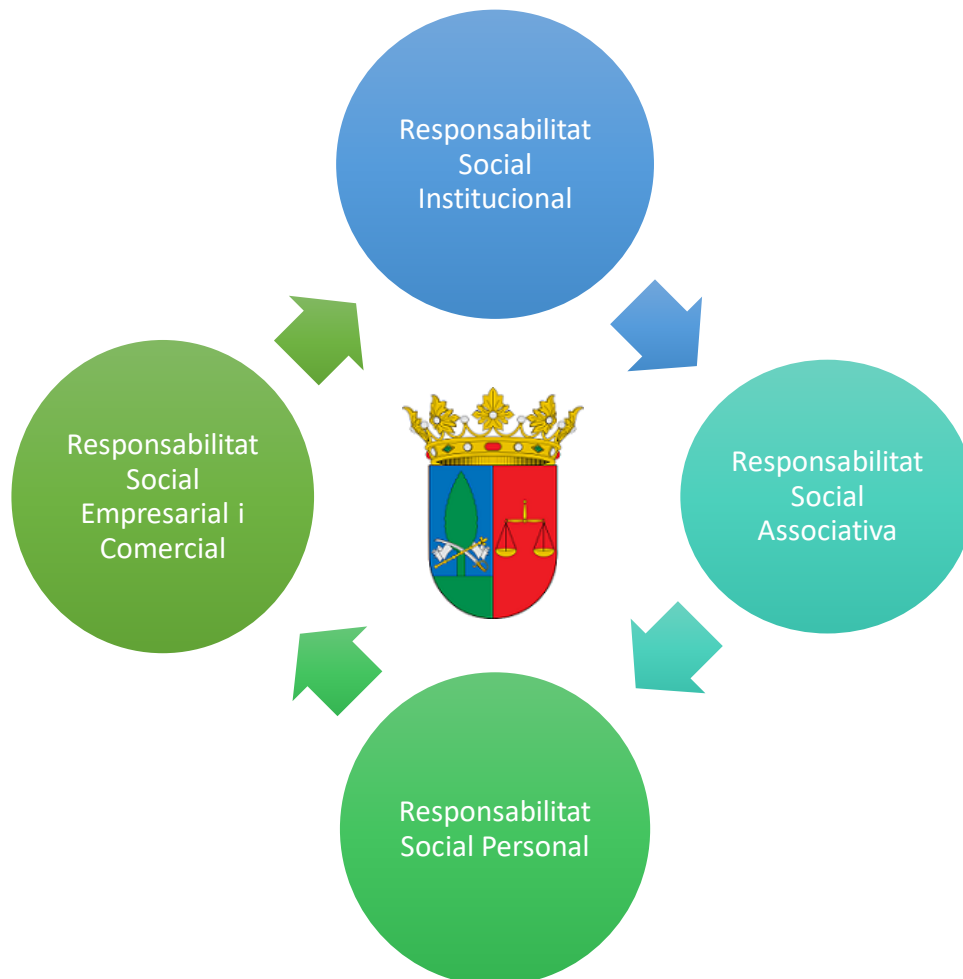 Responsabilitat
Social
Institucional
Responsabilitat
Social
Associativa
Responsabilitat
Social Personal
Responsabilitat
Social
Empresarial i
Comercial